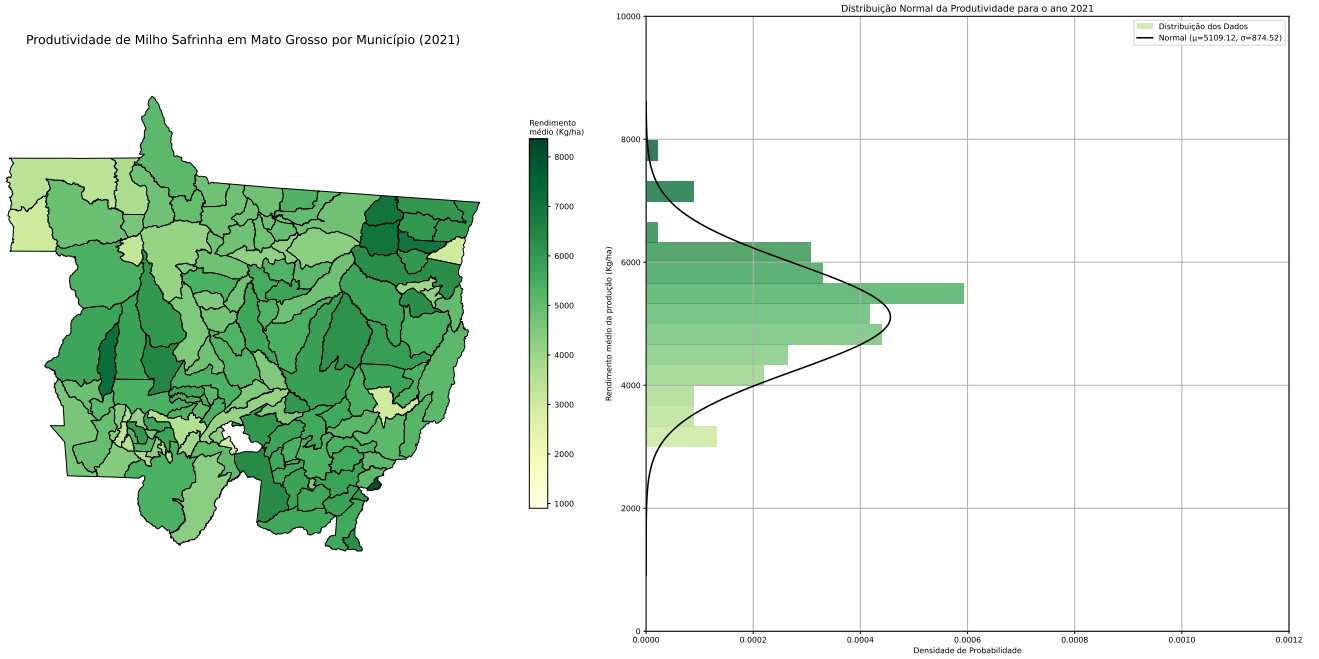 Produtividade de Milho Safrinha em Mato Grosso por Município (2021)
Rendimento
médio (Kg/ha)
8000
7000
6000
5000
4000
3000
2000
1000
Distribuição Normal da Produtividade para o ano 2021
Distribuição dos Dados
Normal (μ=5109.12, σ=874.52)
Rendimento médio da produção (Kg/ha)
10000
8000
6000
4000
2000
0
0.0000
0.0002
0.0004
0.0006
0.0008
0.0010
0.0012
Densidade de Probabilidade